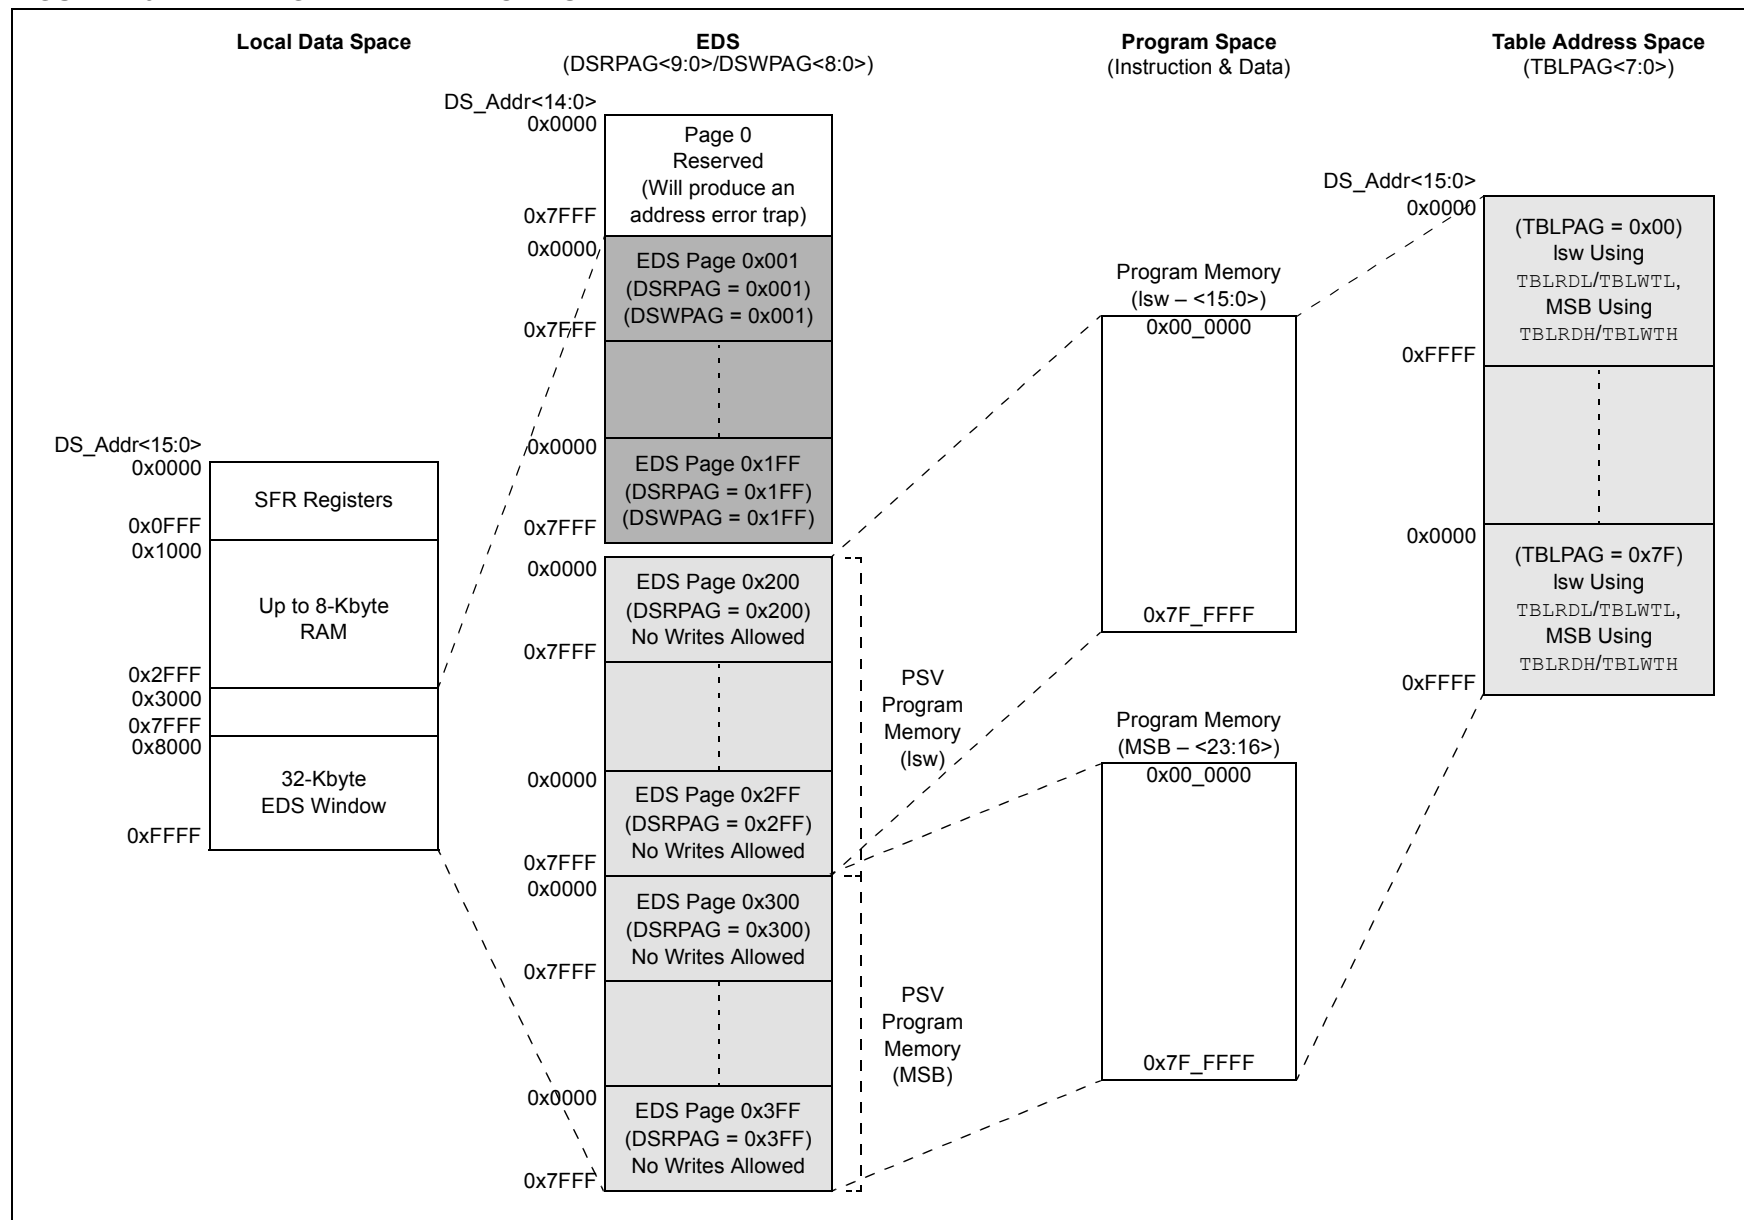 Local Data Space
EDS
(DSRPAG<9:0>/DSWPAG<8:0>)
Program Space
(Instruction & Data)
Table Address Space
(TBLPAG<7:0>)
DS_Addr<15:0>
0x0000
SFR Registers
0x0FFF
0x1000
Up to 8-Kbyte
RAM
0x2FFF
0x3000
0x7FFF
0x8000
32-Kbyte
EDS Window
0xFFFF
DS_Addr<14:0>
0x0000
Page 0
Reserved
(Will produce an
address error trap)
0x7FFF
0x0000
EDS Page 0x001
(DSRPAG = 0x001)
(DSWPAG = 0x001)
0x7FFF
0x0000
EDS Page 0x1FF
(DSRPAG = 0x1FF)
(DSWPAG = 0x1FF)
0x7FFF
0x0000
EDS Page 0x200
(DSRPAG = 0x200)
No Writes Allowed
0x7FFF
0x0000
EDS Page 0x2FF
(DSRPAG = 0x2FF)
No Writes Allowed
0x7FFF
0x0000
EDS Page 0x300
(DSRPAG = 0x300)
No Writes Allowed
0x7FFF
0x0000
EDS Page 0x3FF
(DSRPAG = 0x3FF)
No Writes Allowed
0x7FFF
PSV
Program
Memory
(lsw)
PSV
Program
Memory
(MSB)
Program Memory
(lsw – <15:0>)
0x00_0000
0x7F_FFFF
Program Memory
(MSB – <23:16>)
0x00_0000
0x7F_FFFF
DS_Addr<15:0>
0x0000
(TBLPAG = 0x00)
lsw Using
TBLRDL/TBLWTL,
MSB Using
TBLRDH/TBLWTH
0xFFFF
0x0000
(TBLPAG = 0x7F)
lsw Using
TBLRDL/TBLWTL,
MSB Using
TBLRDH/TBLWTH
0xFFFF